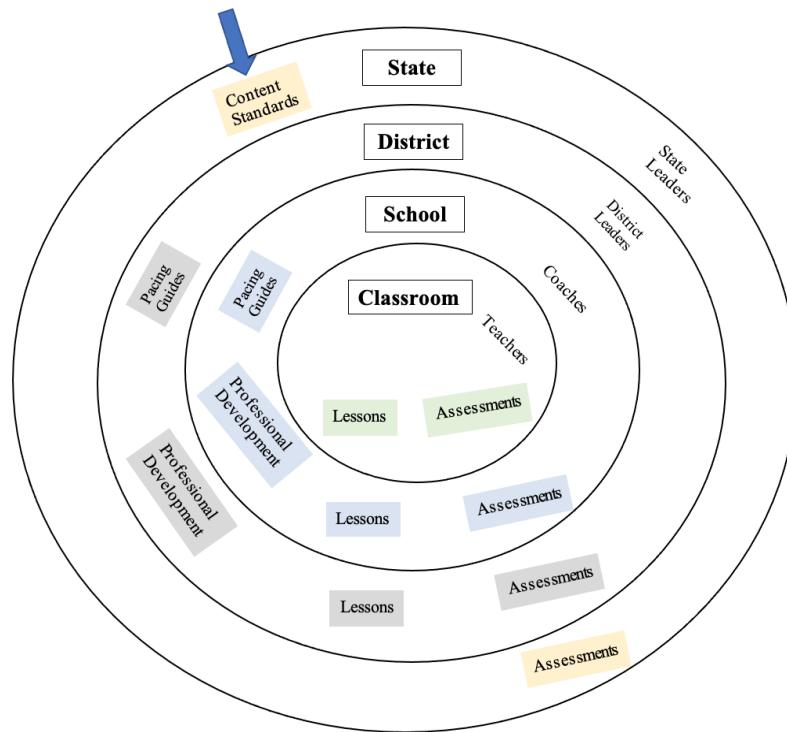 State
Content
Standards
District
State
Leaders
School
District
Leaders
Pacing
Guides
Pacing
Guides
Coaches
Classroom
Teachers
Professional
Development
Lessons
Assessments
Professional
Development
Lessons
Assessments
Lessons
Assessments
Assessments